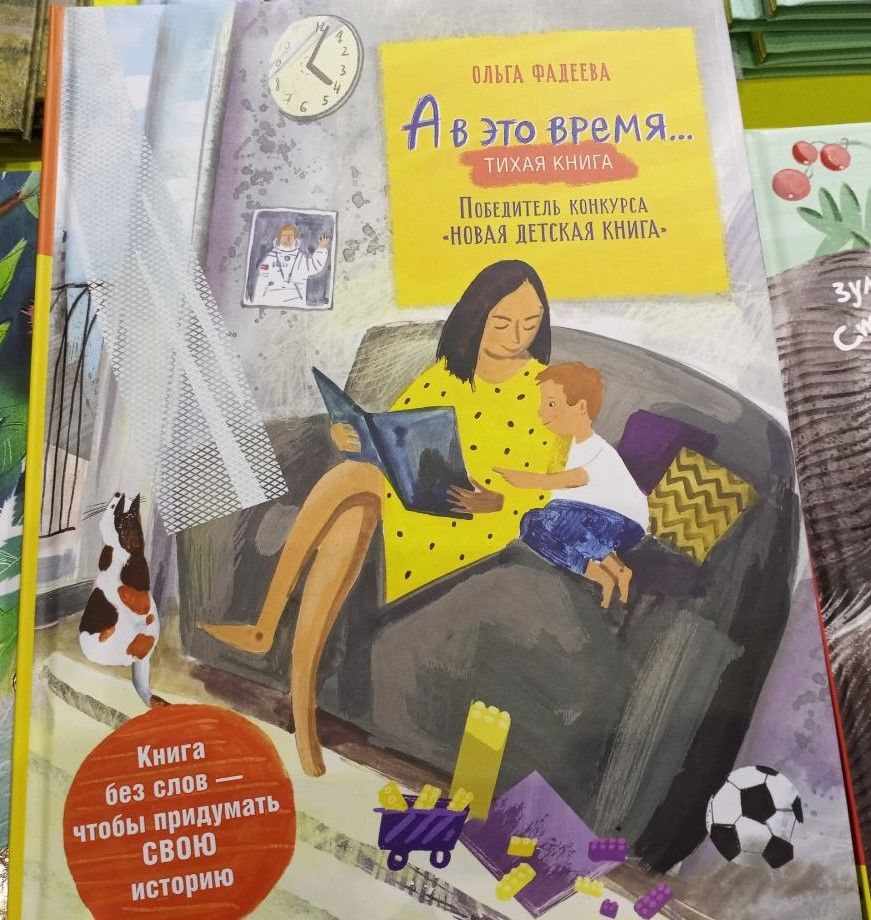 ОЛЬГА ФАДЕЕВА
А в это время...
ТИХАЯ КНИГА
ПОБЕДИТЕЛЬ КОНКУРСА
«НОВАЯ ДЕТСКАЯ КНИГА»
Книга
без слов —
чтобы придумать
СВОЮ
историю